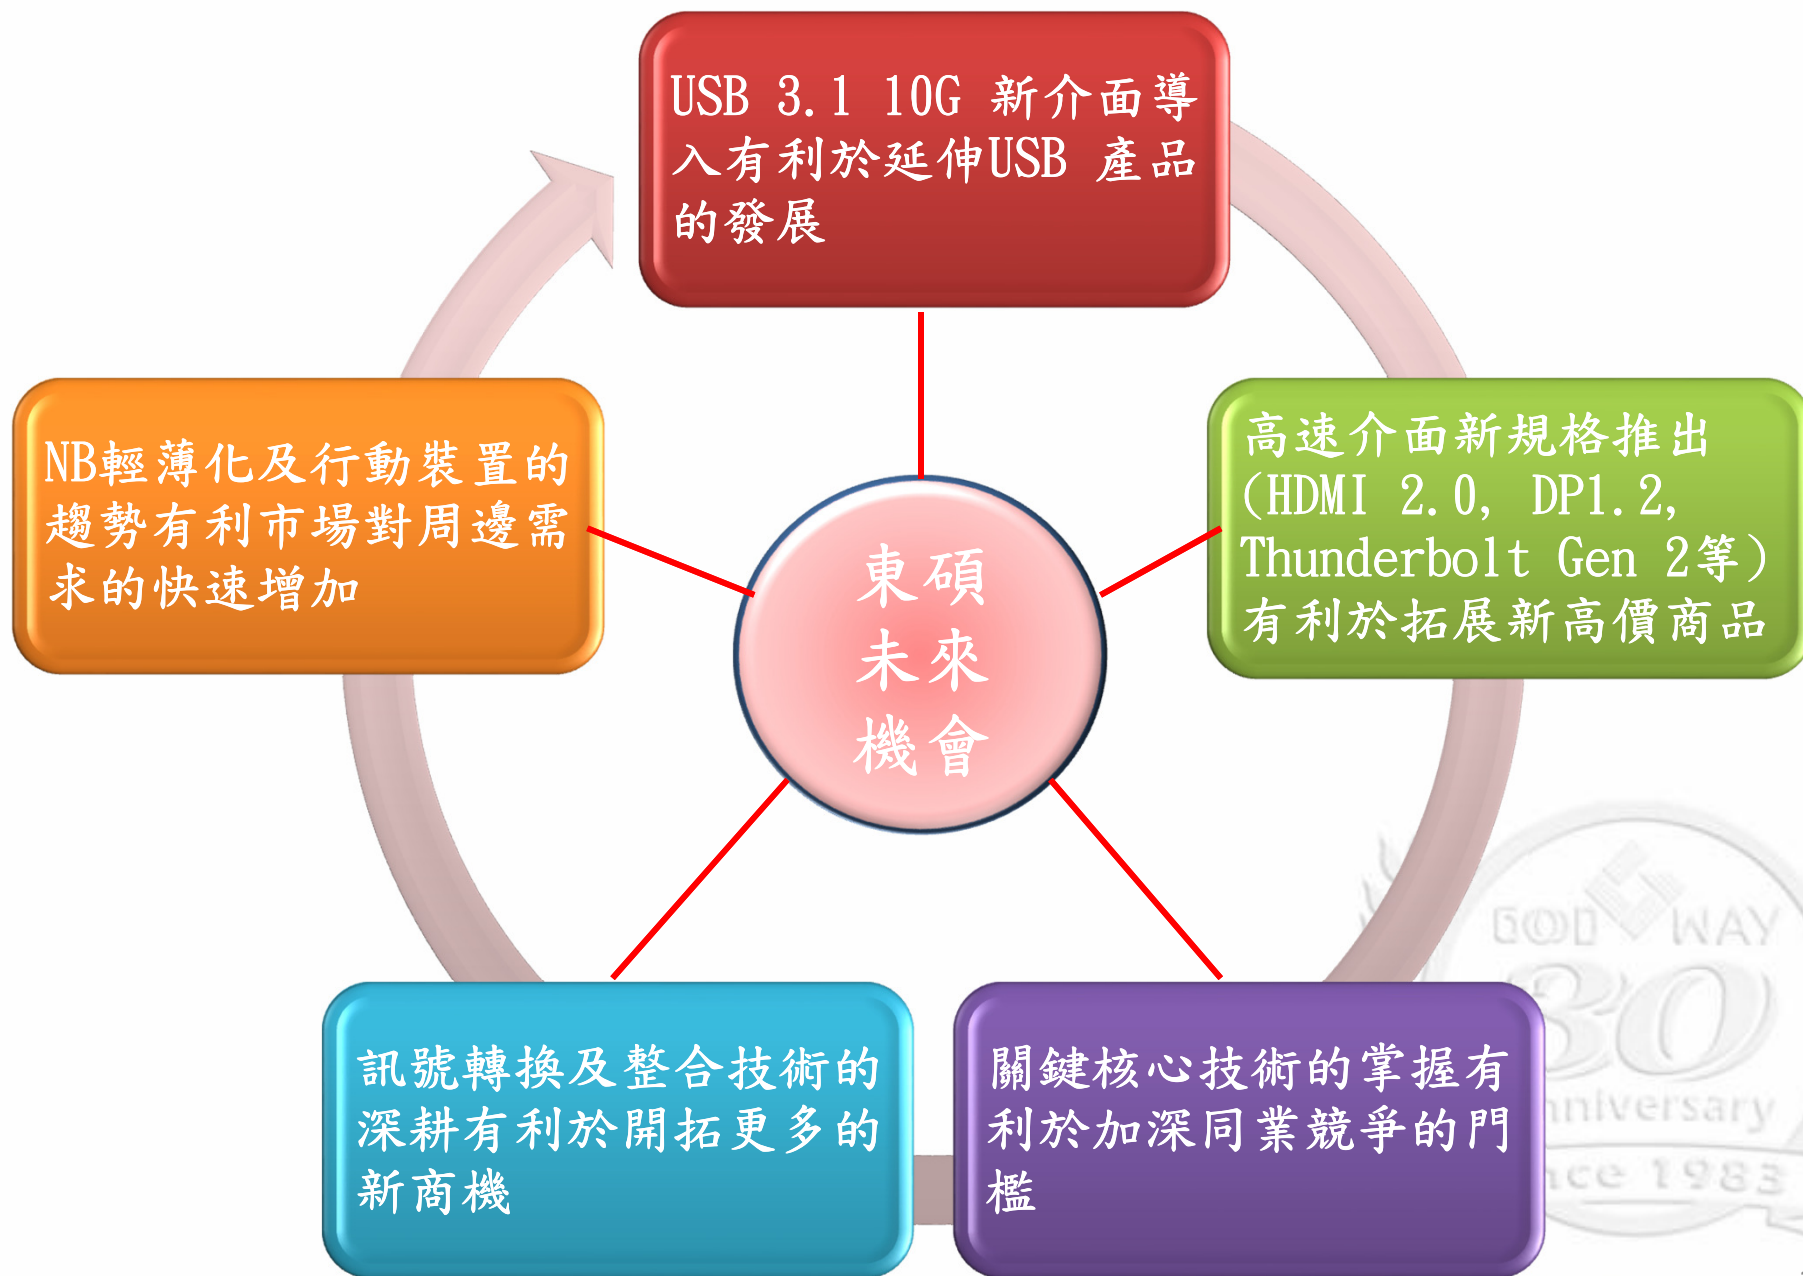 USB 3.1 10G 新介面導
入有利於延伸USB 產品
的發展
高速介面新規格推出
(HDMI 2.0, DP1.2,
Thunderbolt Gen 2等)
有利於拓展新高價商品
NB輕薄化及行動裝置的
趨勢有利市場對周邊需
求的快速增加
東碩
未來
機會
訊號轉換及整合技術的
深耕有利於開拓更多的
新商機
關鍵核心技術的掌握有
利於加深同業競爭的門
檻
GOOD WAY
30
nniversary
nce 1983